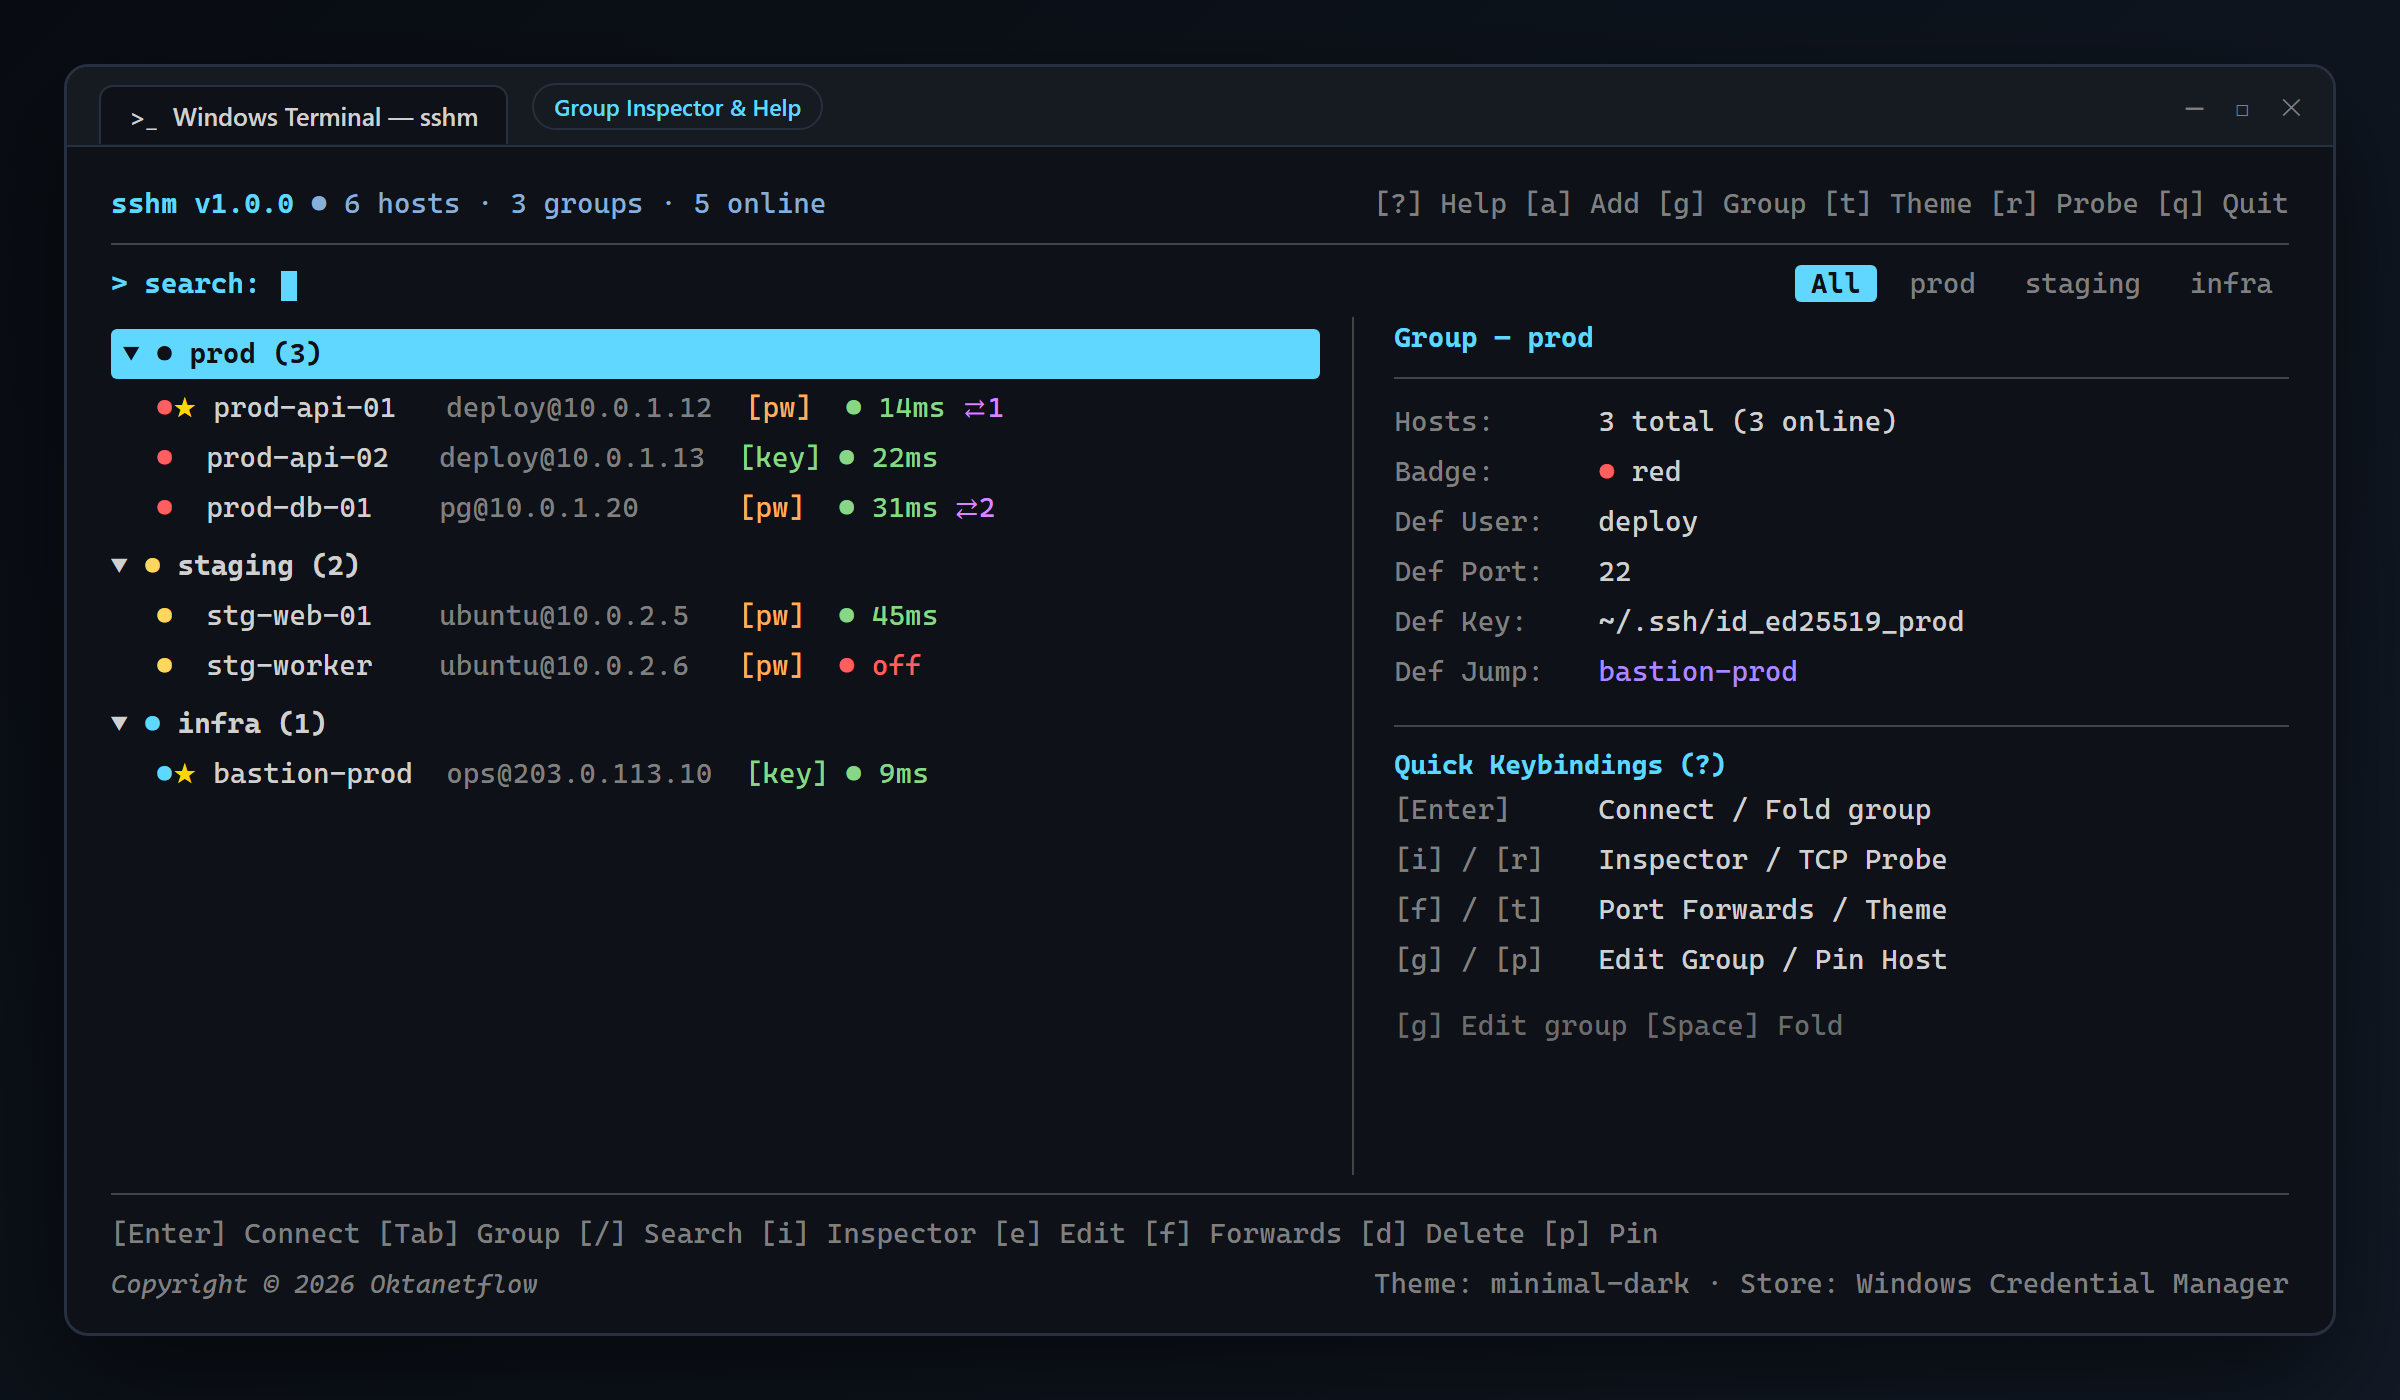 >_ Windows Terminal — sshm
Group Inspector & Help
sshm v1.0.0 ● 6 hosts · 3 groups · 5 online
[?] Help [a] Add [g] Group [t] Theme [r] Probe [q] Quit
> search:
All prod staging infra
▼ ● prod (3)
●★ prod-api-01 deploy@10.0.1.12 [pw] ● 14ms ⇄1
● prod-api-02 deploy@10.0.1.13 [key] ● 22ms
● prod-db-01 pg@10.0.1.20 [pw] ● 31ms ⇄2
▼ ● staging (2)
● stg-web-01 ubuntu@10.0.2.5 [pw] ● 45ms
● stg-worker ubuntu@10.0.2.6 [pw] ● off
▼ ● infra (1)
●★ bastion-prod ops@203.0.113.10 [key] ● 9ms
Group - prod
Hosts: 3 total (3 online)
Badge: ● red
Def User: deploy
Def Port: 22
Def Key: ~/.ssh/id_ed25519_prod
Def Jump: bastion-prod
Quick Keybindings (?)
[Enter] Connect / Fold group
[i] / [r] Inspector / TCP Probe
[f] / [t] Port Forwards / Theme
[g] / [p] Edit Group / Pin Host
[g] Edit group [Space] Fold
[Enter] Connect [Tab] Group [/] Search [i] Inspector [e] Edit [f] Forwards [d] Delete [p] Pin
Copyright © 2026 Oktanetflow
Theme: minimal-dark · Store: Windows Credential Manager